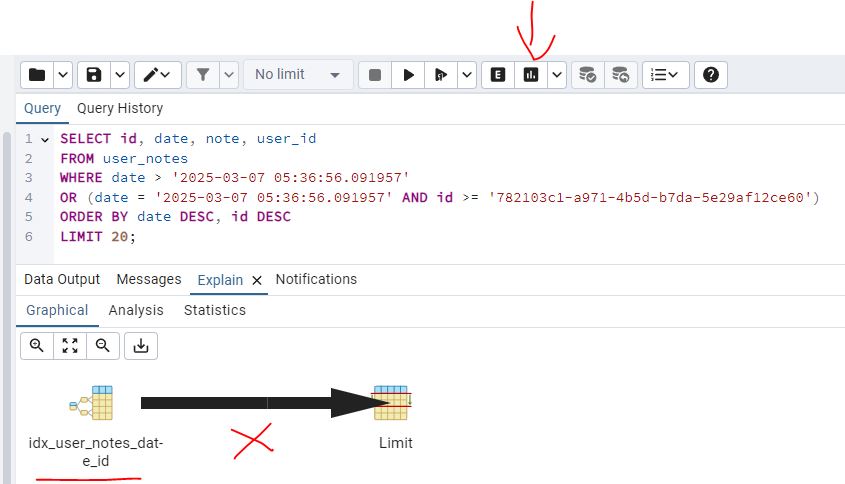 No limit
E
Query Query History
1 SELECT id, date, note, user_id
2 FROM user_notes
3 WHERE date > '2025-03-07 05:36:56.091957'
4 OR (date = '2025-03-07 05:36:56.091957' AND id >= '782103c1-a971-4b5d-b7da-5e29af12ce60')
5 ORDER BY date DESC, id DESC
6 LIMIT 20;
Data Output Messages Explain Notifications
Graphical Analysis Statistics
idx_user_notes_dat-
e_id
Limit